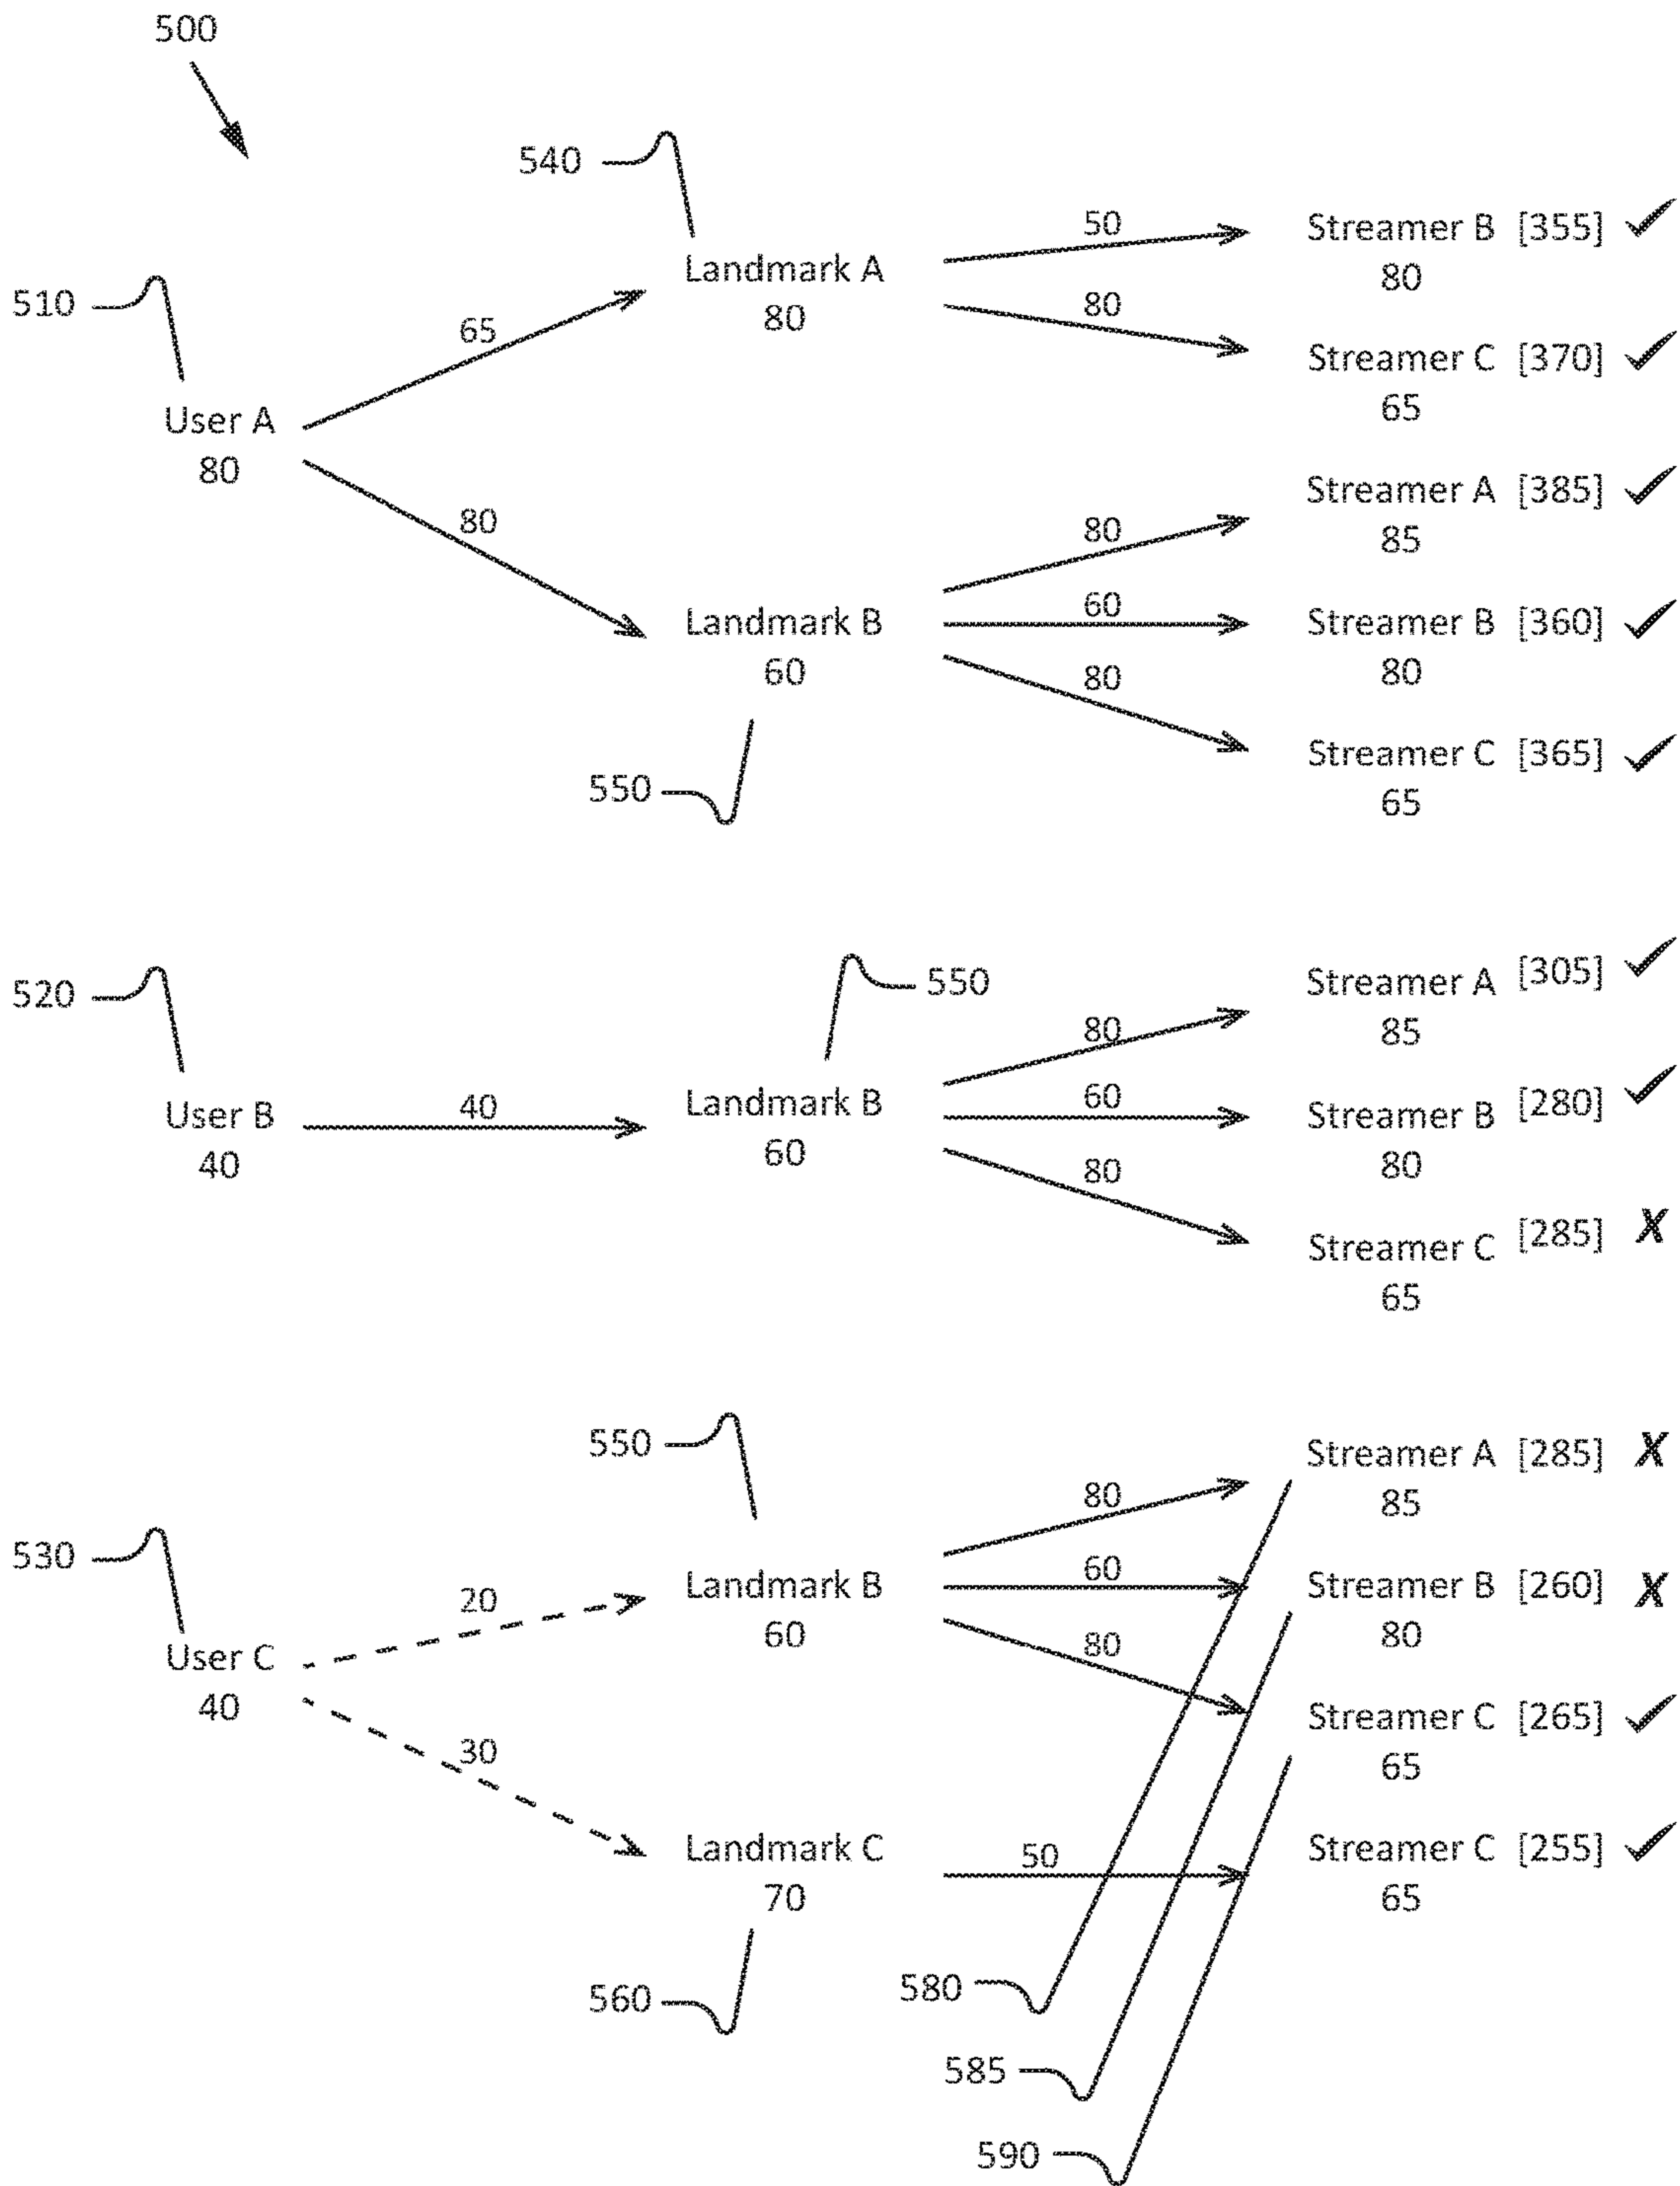 500
540
50
Streamer B [355] ✓
80
Landmark A
80
510
65
80
Streamer C [370] ✓
65
User A
80
80
Streamer A [385] ✓
85
80
Landmark B
60
60
Streamer B [360] ✓
80
80
Streamer C [365] ✓
65
550
520
550
Streamer A [305] ✓
85
80
User B
40
40
Landmark B
60
60
Streamer B [280] ✓
80
80
Streamer C [285] X
65
550
Streamer A [285] X
85
80
530
20
Landmark B
60
60
Streamer B [260] X
80
User C
40
80
Streamer C [265] ✓
65
30
Landmark C
70
50
Streamer C [255] ✓
65
560
580
585
590